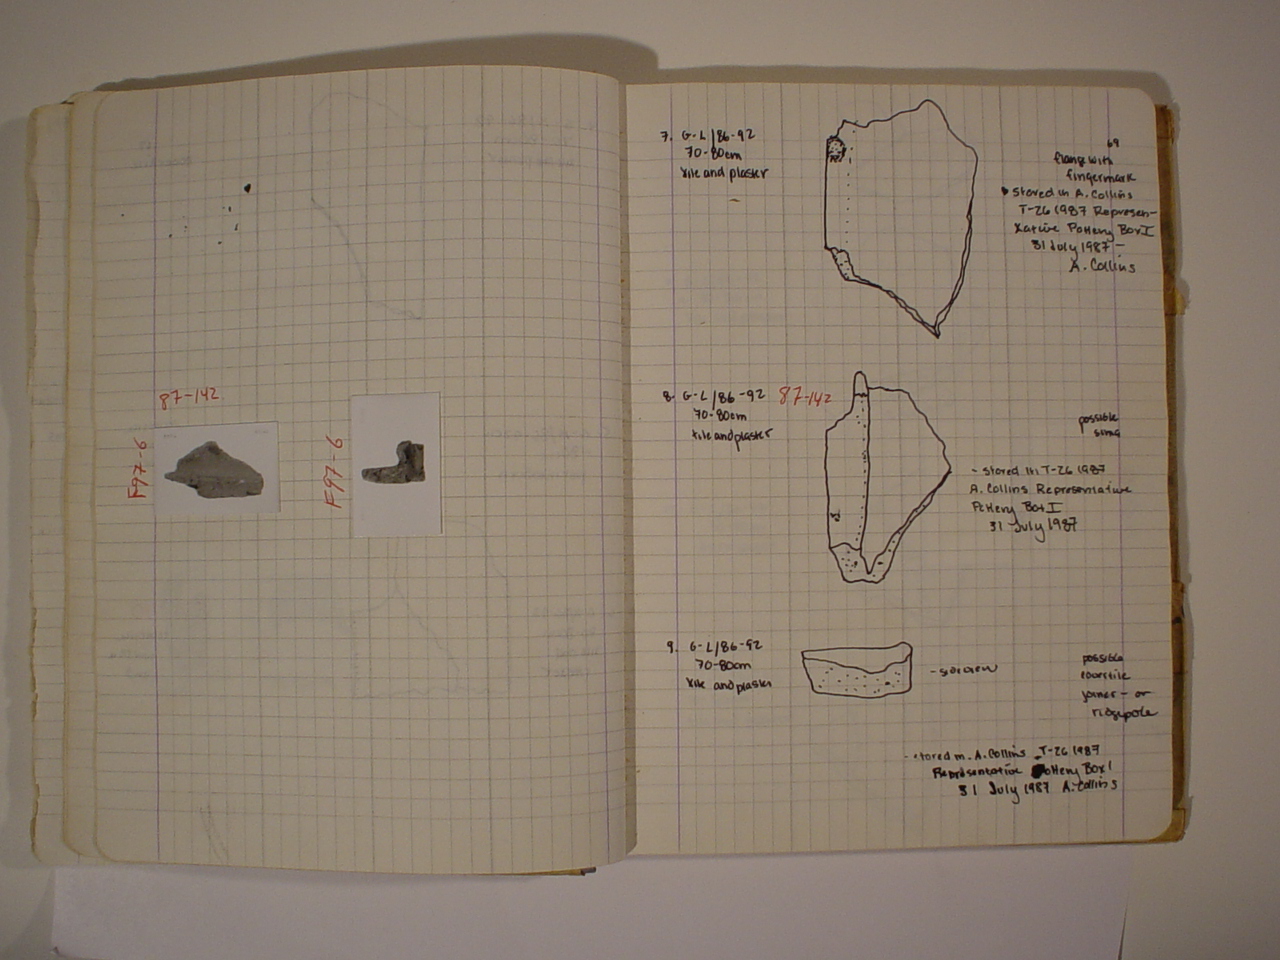 87-142
F97-6
F97-6
69
7. G-L/86-92
70-80cm
tile and plaster
flange with
fingermark
stored in A. Collins
T-26 1987 Represen-
tative Pottery Box I
31 July 1987 –
A. Collins
8. G-L/86-92
70-80cm
tile and plaster
87-142
possible
sima
- stored in T-26 1987
A. Collins Representative
Pottery Box I
31 July 1987
9. G-L/86-92
70-80cm
tile and plaster
possible
joiner - or
ridgepole
- stored in A. Collins T-26 1987
Representative Pottery Box I
31 July 1987 A. Collins